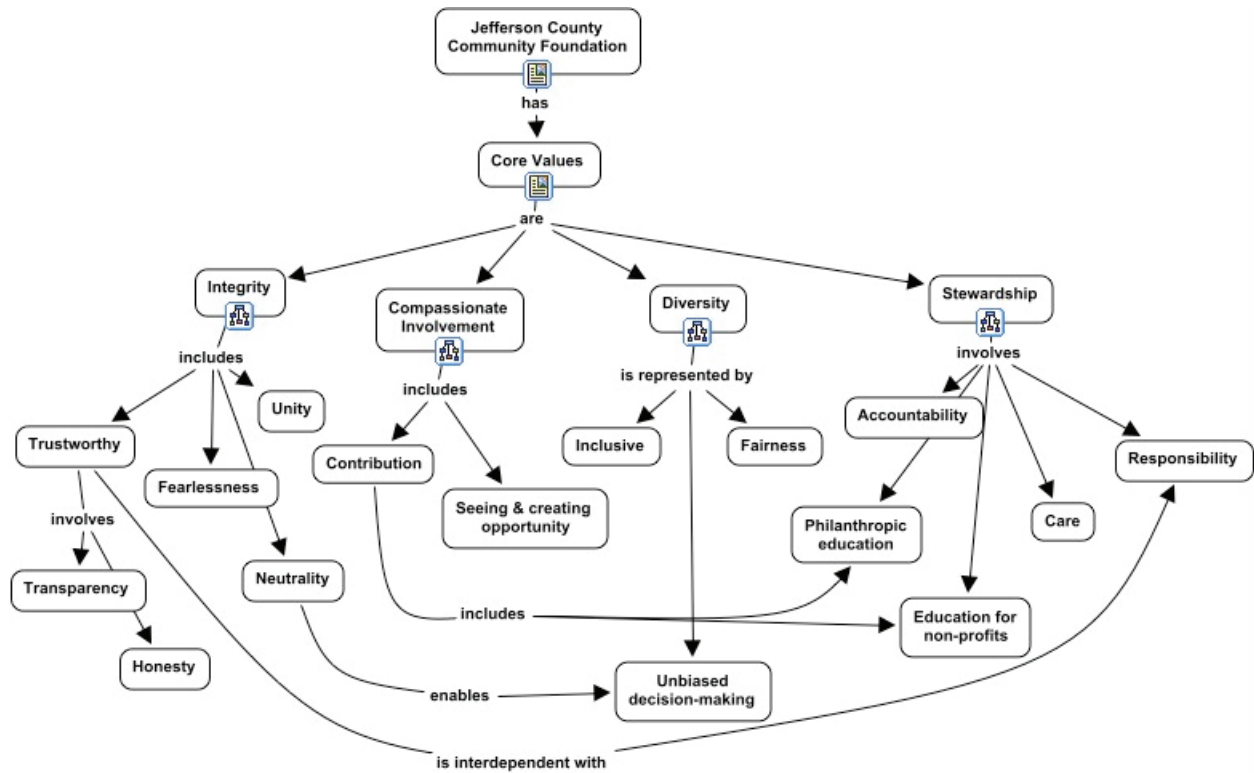 Jefferson County
Community Foundation
has
Core Values
are
Integrity
Compassionate
Involvement
Diversity
Stewardship
includes
includes
is represented by
involves
Unity
Trustworthy
Contribution
Inclusive
Fairness
Accountability
Responsibility
Fearlessness
Seeing & creating
opportunity
Philanthropic
education
Care
involves
Transparency
Neutrality
includes
Education for
non-profits
Honesty
enables
Unbiased
decision-making
is interdependent with